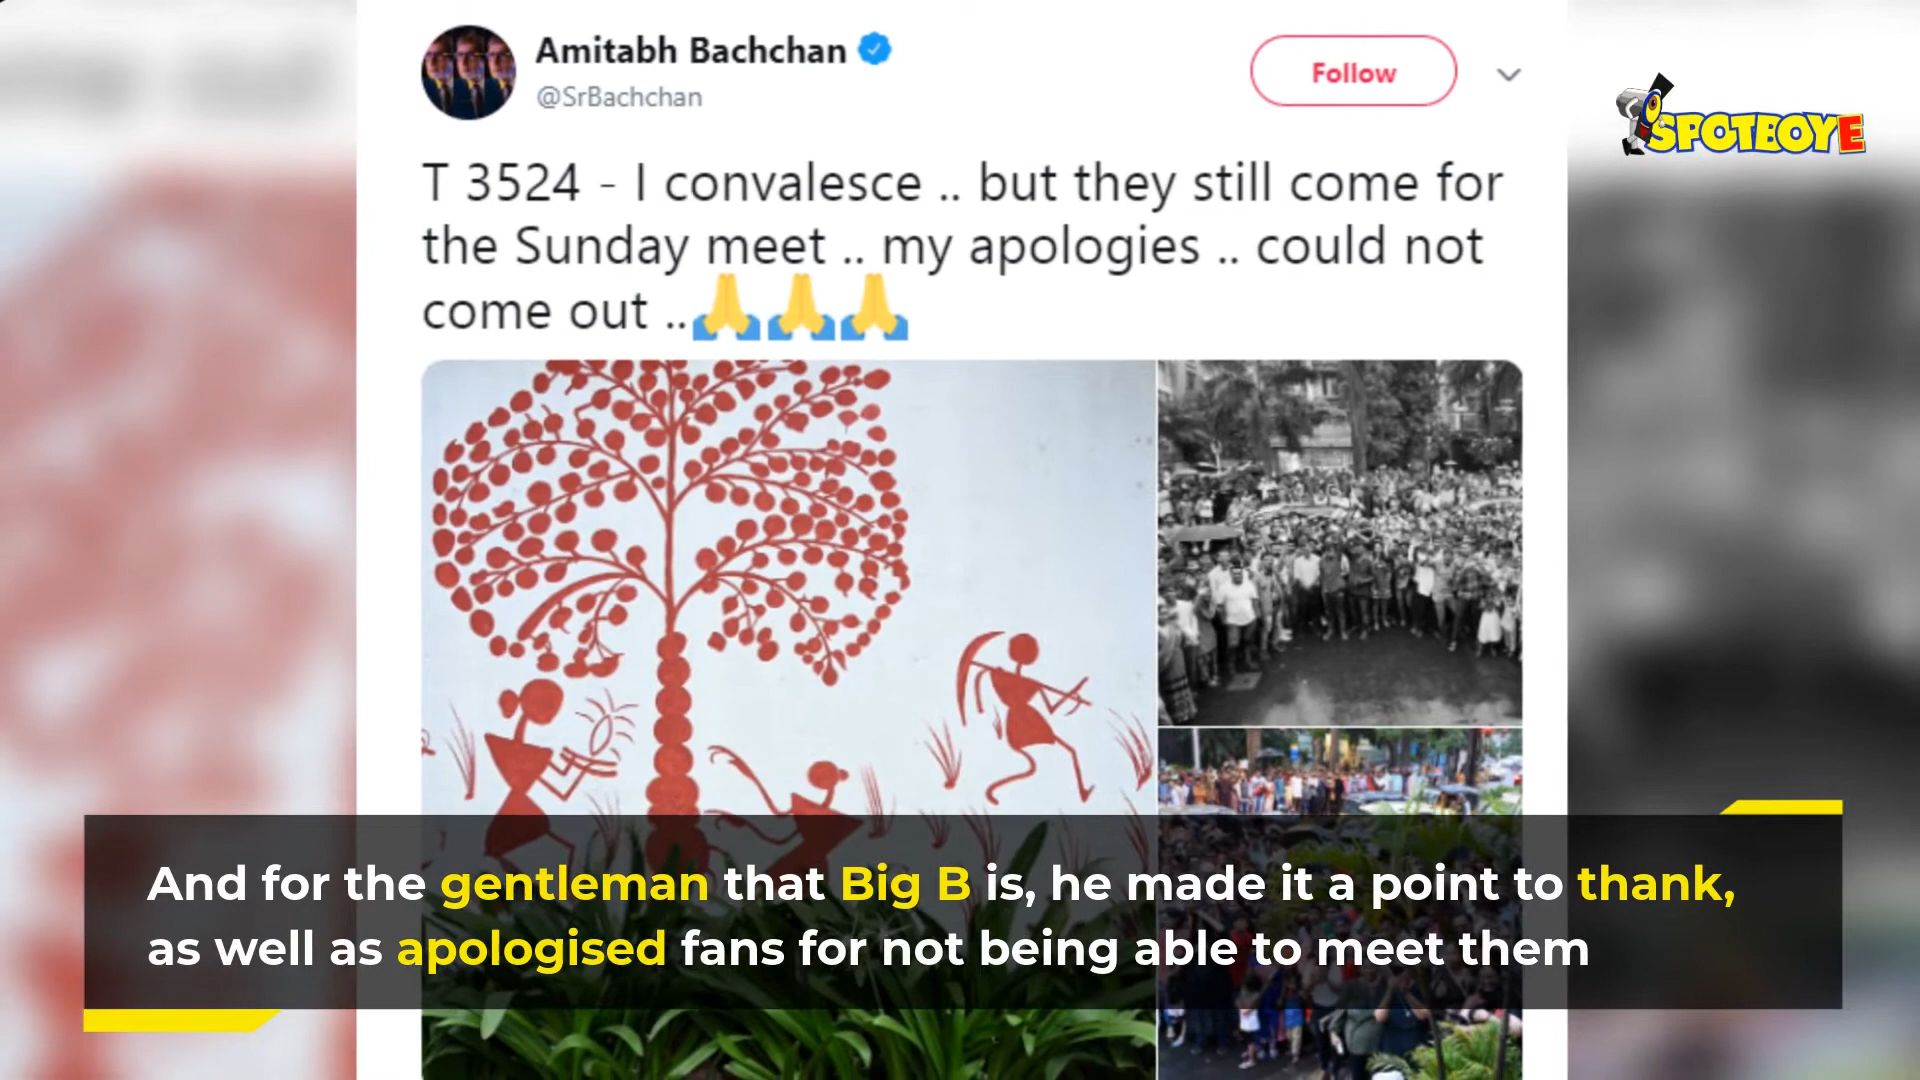 Amitabh Bachchan
@SrBachchan
Follow
SPOTBOYE
T 3524 - I convalesce .. but they still come for
the Sunday meet .. my apologies .. could not
come out ..🙏🙏🙏
And for the gentleman that Big B is, he made it a point to thank,
as well as apologised fans for not being able to meet them